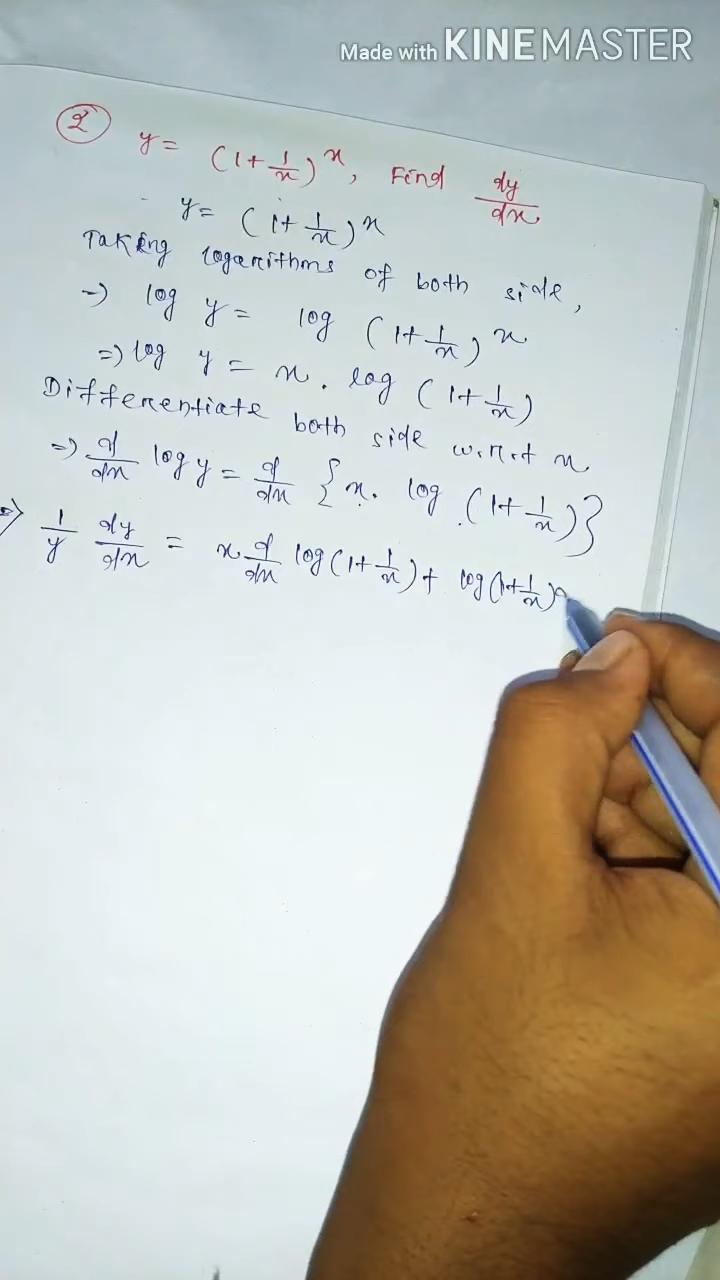 Made with KINEMASTER
② y = (1 + 1/x)^x, Find dy/dx
y = (1 + 1/x)^x
Taking logarithms of both side,
=> log y = log (1 + 1/x)^x
=> log y = x . log (1 + 1/x)
Differentiate both side w.r.t x
=> d/dx log y = d/dx {x. log (1 + 1/x)}
=> 1/y dy/dx = x d/dx log (1 + 1/x) + log (1 + 1/x)